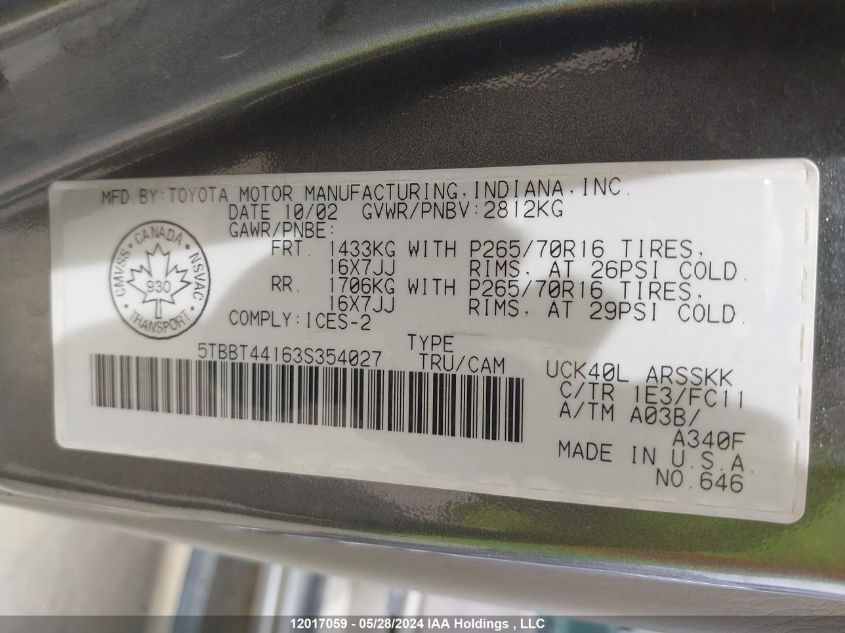 MFD BY:TOYOTA MOTOR MANUFACTURING, INDIANA, INC.
DATE 10/02 GVWR/PNBV:2812KG
GAWR/PNBE:
FRT. 1433KG WITH P265/70R16 TIRES,
16X7JJ RIMS, AT 26PSI COLD.
RR. 1706KG WITH P265/70R16 TIRES,
16X7JJ RIMS, AT 29PSI COLD.
COMPLY:ICES-2
CANADA
CMVSS NSVAC
930
TRANSPORT
5TBBT44163S354027 TYPE
TRU/CAM
UCK40L ARSSKK
C/TR 1E3/FC11
A/TM A03B/
A340F
MADE IN U.S.A.
NO.646
12017059 - 05/28/2024 IAA Holdings , LLC